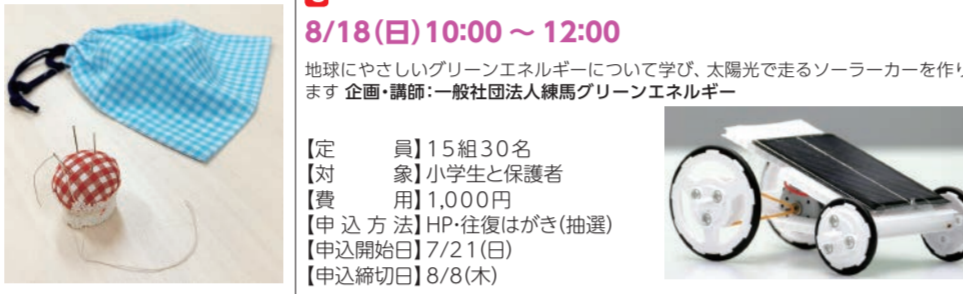 8/18(日)10:00 ～ 12:00
地球にやさしいグリーンエネルギーについて学び、太陽光で走るソーラーカーを作り
ます 企画・講師：一般社団法人練馬グリーンエネルギー
【定　　員】15組30名
【対　　象】小学生と保護者
【費　　用】1,000円
【申込方法】HP・往復はがき(抽選)
【申込開始日】7/21(日)
【申込締切日】8/8(木)